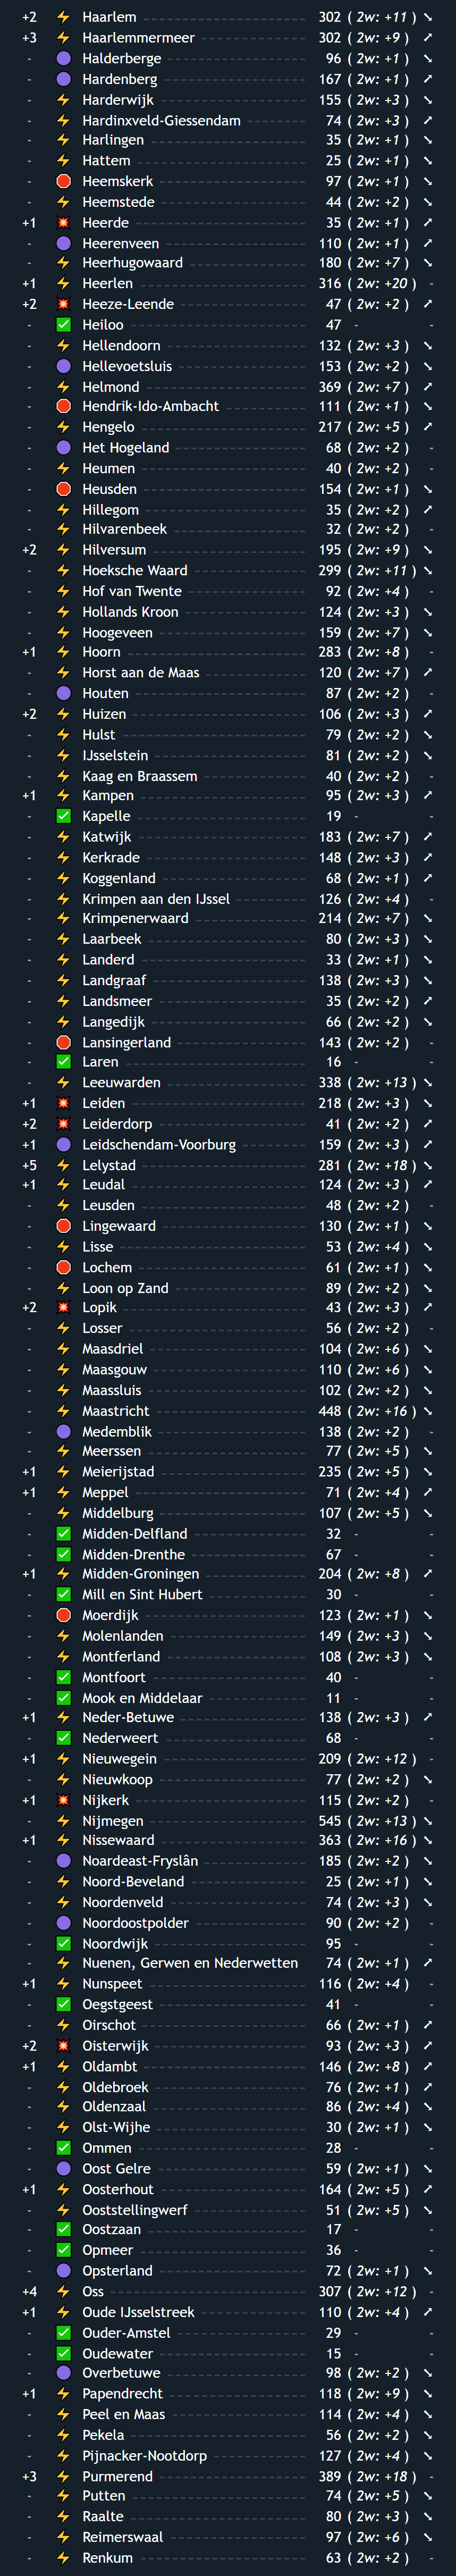 +2 ⚡ Haarlem 302 ( 2w: +11 ) ↘
+3 ⚡ Haarlemmermeer 302 ( 2w: +9 ) ↗
- 🟣 Halderberge 96 ( 2w: +1 ) ↘
- 🟣 Hardenberg 167 ( 2w: +1 ) ↗
- ⚡ Harderwijk 155 ( 2w: +3 ) ↘
- ⚡ Hardinxveld-Giessendam 74 ( 2w: +3 ) ↗
- ⚡ Harlingen 35 ( 2w: +1 ) ↘
- ⚡ Hattem 25 ( 2w: +1 ) ↘
- 🛑 Heemskerk 97 ( 2w: +1 ) ↘
- ⚡ Heemstede 44 ( 2w: +2 ) ↘
+1 💥 Heerde 35 ( 2w: +1 ) ↗
- 🟣 Heerenveen 110 ( 2w: +1 ) ↗
- ⚡ Heerhugowaard 180 ( 2w: +7 ) ↘
+1 ⚡ Heerlen 316 ( 2w: +20 ) -
+2 💥 Heeze-Leende 47 ( 2w: +2 ) ↗
- ✅ Heiloo 47 - -
- ⚡ Hellendoorn 132 ( 2w: +3 ) ↘
- 🟣 Hellevoetsluis 153 ( 2w: +2 ) ↘
- ⚡ Helmond 369 ( 2w: +7 ) ↗
- 🛑 Hendrik-Ido-Ambacht 111 ( 2w: +1 ) ↘
- ⚡ Hengelo 217 ( 2w: +5 ) ↗
- 🟣 Het Hogeland 68 ( 2w: +2 ) -
- ⚡ Heumen 40 ( 2w: +2 ) -
- 🛑 Heusden 154 ( 2w: +1 ) ↘
- ⚡ Hillegom 35 ( 2w: +2 ) ↗
- ⚡ Hilvarenbeek 32 ( 2w: +2 ) -
+2 ⚡ Hilversum 195 ( 2w: +9 ) ↘
- ⚡ Hoeksche Waard 299 ( 2w: +11 ) ↘
- ⚡ Hof van Twente 92 ( 2w: +4 ) -
- ⚡ Hollands Kroon 124 ( 2w: +3 ) ↘
- ⚡ Hoogeveen 159 ( 2w: +7 ) ↘
+1 ⚡ Hoorn 283 ( 2w: +8 ) -
- ⚡ Horst aan de Maas 120 ( 2w: +7 ) ↗
- 🟣 Houten 87 ( 2w: +2 ) -
+2 ⚡ Huizen 106 ( 2w: +3 ) ↗
- ⚡ Hulst 79 ( 2w: +2 ) ↘
- ⚡ IJsselstein 81 ( 2w: +2 ) ↘
- ⚡ Kaag en Braassem 40 ( 2w: +2 ) -
+1 ⚡ Kampen 95 ( 2w: +3 ) ↗
- ✅ Kapelle 19 - -
- ⚡ Katwijk 183 ( 2w: +7 ) ↗
- ⚡ Kerkrade 148 ( 2w: +3 ) ↗
- ⚡ Koggenland 68 ( 2w: +1 ) ↗
- ⚡ Krimpen aan den IJssel 126 ( 2w: +4 ) -
- ⚡ Krimpenerwaard 214 ( 2w: +7 ) ↘
- ⚡ Laarbeek 80 ( 2w: +3 ) ↘
- ⚡ Landerd 33 ( 2w: +1 ) ↘
- ⚡ Landgraaf 138 ( 2w: +3 ) ↘
- ⚡ Landsmeer 35 ( 2w: +2 ) ↗
- ⚡ Langedijk 66 ( 2w: +2 ) ↘
- 🛑 Lansingerland 143 ( 2w: +2 ) -
- ✅ Laren 16 - -
- ⚡ Leeuwarden 338 ( 2w: +13 ) ↘
+1 💥 Leiden 218 ( 2w: +3 ) ↘
+2 💥 Leiderdorp 41 ( 2w: +2 ) ↗
+1 🟣 Leidschendam-Voorburg 159 ( 2w: +3 ) ↗
+5 ⚡ Lelystad 281 ( 2w: +18 ) ↘
+1 ⚡ Leudal 124 ( 2w: +3 ) ↗
- ⚡ Leusden 48 ( 2w: +2 ) -
- 🛑 Lingewaard 130 ( 2w: +1 ) ↘
- ⚡ Lisse 53 ( 2w: +4 ) ↘
- 🛑 Lochem 61 ( 2w: +1 ) ↘
- ⚡ Loon op Zand 89 ( 2w: +2 ) ↘
+2 💥 Lopik 43 ( 2w: +3 ) ↗
- ⚡ Losser 56 ( 2w: +2 ) -
- ⚡ Maasdriel 104 ( 2w: +6 ) ↘
- ⚡ Maasgouw 110 ( 2w: +6 ) ↘
- ⚡ Maassluis 102 ( 2w: +2 ) ↘
- ⚡ Maastricht 448 ( 2w: +16 ) ↘
- 🟣 Medemblik 138 ( 2w: +2 ) -
- ⚡ Meerssen 77 ( 2w: +5 ) ↘
+1 ⚡ Meierijstad 235 ( 2w: +5 ) ↘
+1 ⚡ Meppel 71 ( 2w: +4 ) ↗
- ⚡ Middelburg 107 ( 2w: +5 ) ↘
- ✅ Midden-Delfland 32 - -
- ✅ Midden-Drenthe 67 - -
+1 ⚡ Midden-Groningen 204 ( 2w: +8 ) ↗
- ✅ Mill en Sint Hubert 30 - -
- 🛑 Moerdijk 123 ( 2w: +1 ) ↘
- ⚡ Molenlanden 149 ( 2w: +3 ) ↘
- ⚡ Montferland 108 ( 2w: +3 ) ↘
- ✅ Montfoort 40 - -
- ✅ Mook en Middelaar 11 - -
+1 ⚡ Neder-Betuwe 138 ( 2w: +3 ) ↗
- ✅ Nederweert 68 - -
+1 ⚡ Nieuwegein 209 ( 2w: +12 ) -
- ⚡ Nieuwkoop 77 ( 2w: +2 ) ↘
+1 💥 Nijkerk 115 ( 2w: +2 ) -
- ⚡ Nijmegen 545 ( 2w: +13 ) ↘
+1 ⚡ Nissewaard 363 ( 2w: +16 ) ↘
- 🟣 Noardeast-Fryslân 185 ( 2w: +2 ) ↘
- ⚡ Noord-Beveland 25 ( 2w: +1 ) ↘
- ⚡ Noordenveld 74 ( 2w: +3 ) ↘
- 🟣 Noordoostpolder 90 ( 2w: +2 ) -
- ✅ Noordwijk 95 - -
- ⚡ Nuenen, Gerwen en Nederwetten 74 ( 2w: +1 ) ↗
+1 ⚡ Nunspeet 116 ( 2w: +4 ) -
- ✅ Oegstgeest 41 - -
- ⚡ Oirschot 66 ( 2w: +1 ) ↗
+2 💥 Oisterwijk 93 ( 2w: +3 ) ↗
+1 ⚡ Oldambt 146 ( 2w: +8 ) ↗
- ⚡ Oldebroek 76 ( 2w: +1 ) ↗
- ⚡ Oldenzaal 86 ( 2w: +4 ) ↘
- ⚡ Olst-Wijhe 30 ( 2w: +1 ) ↘
- ✅ Ommen 28 - -
- 🟣 Oost Gelre 59 ( 2w: +1 ) ↘
+1 ⚡ Oosterhout 164 ( 2w: +5 ) ↗
- ⚡ Ooststellingwerf 51 ( 2w: +5 ) ↘
- ✅ Oostzaan 17 - -
- ✅ Opmeer 36 - -
- 🟣 Opsterland 72 ( 2w: +1 ) ↘
+4 ⚡ Oss 307 ( 2w: +12 ) -
+1 ⚡ Oude IJsselstreek 110 ( 2w: +4 ) ↗
- ✅ Ouder-Amstel 29 - -
- ✅ Oudewater 15 - -
- 🟣 Overbetuwe 98 ( 2w: +2 ) ↘
+1 ⚡ Papendrecht 118 ( 2w: +9 ) ↘
- ⚡ Peel en Maas 114 ( 2w: +4 ) ↘
- ⚡ Pekela 56 ( 2w: +2 ) ↘
- ⚡ Pijnacker-Nootdorp 127 ( 2w: +4 ) ↘
+3 ⚡ Purmerend 389 ( 2w: +18 ) -
- ⚡ Putten 74 ( 2w: +5 ) ↘
- ⚡ Raalte 80 ( 2w: +3 ) ↘
- ⚡ Reimerswaal 97 ( 2w: +6 ) ↘
- ⚡ Renkum 63 ( 2w: +2 ) -